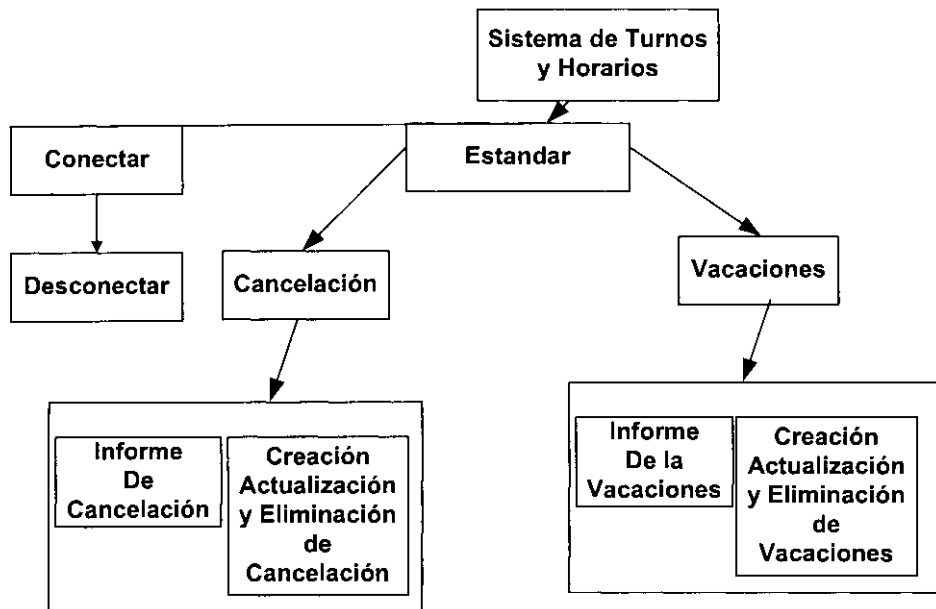 Sistema de Turnos
y Horarios
Conectar
Estandar
Desconectar
Cancelación
Vacaciones
Informe
De
Cancelación
Creación
Actualización
y Eliminación
de
Cancelación
Informe
De la
Vacaciones
Creación
Actualización
y Eliminación
de
Vacaciones